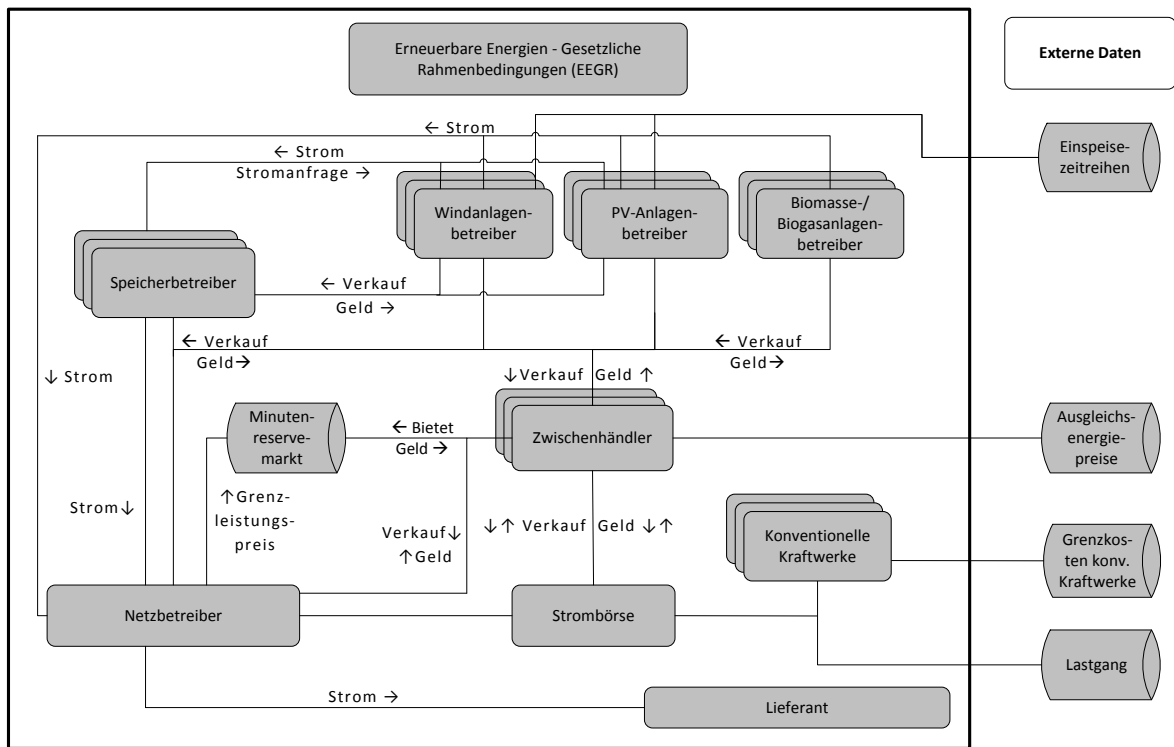 Erneuerbare Energien - Gesetzliche
Rahmenbedingungen (EEGR)
Externe Daten
← Strom
← Strom
Stromanfrage →
Einspeise-
zeitreihen
Windanlagen-
betreiber
PV-Anlagen-
betreiber
Biomasse-/
Biogasanlagen-
betreiber
Speicherbetreiber
← Verkauf
Geld →
← Verkauf
Geld→
← Verkauf
Geld→
↓ Strom
↓Verkauf
Geld ↑
Minuten-
reserve-
markt
← Bietet
Geld →
Zwischenhändler
Ausgleichs-
energie-
preise
Strom↓
↑Grenz-
leistungs-
preis
Verkauf↓
↑Geld
↓↑ Verkauf
Geld ↓↑
Konventionelle
Kraftwerke
Grenzkos-
ten konv.
Kraftwerke
Netzbetreiber
Strombörse
Lastgang
Strom →
Lieferant